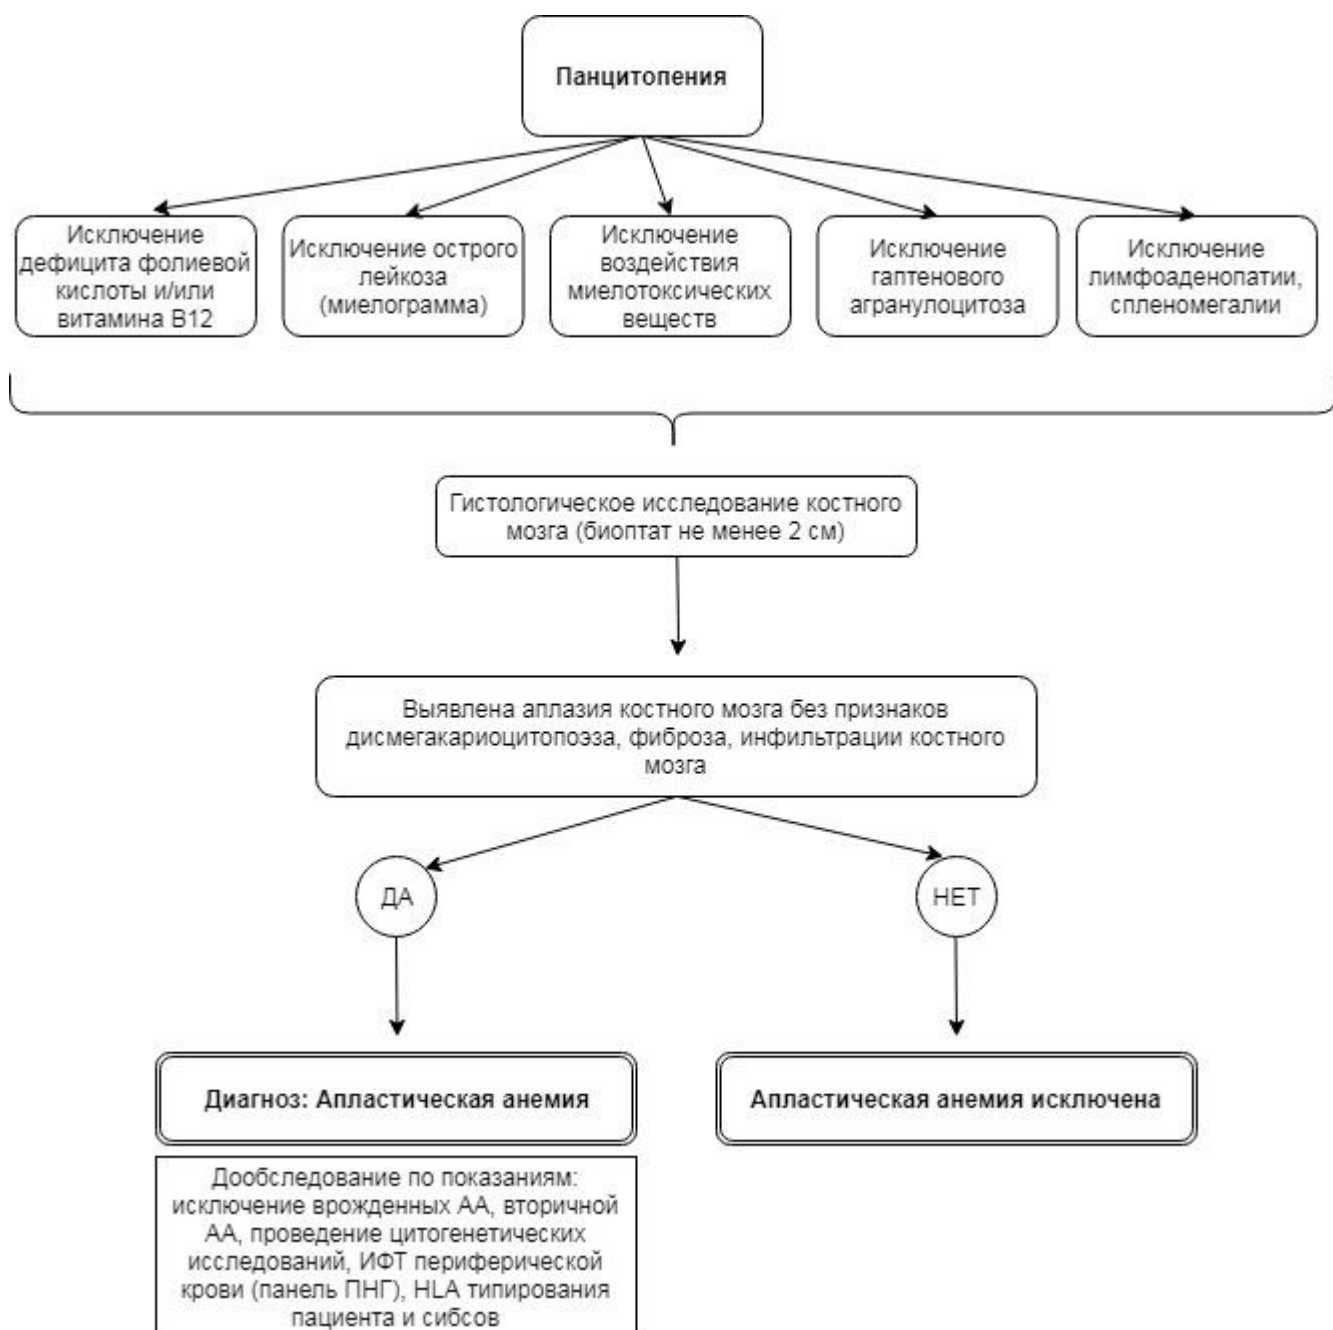 Панцитопения
Исключение
дефицита фолиевой
кислоты и/или
витамина B12
Исключение острого
лейкоза
(миелограмма)
Исключение
воздействия
миелотоксических
веществ
Исключение
гаптенового
агранулоцитоза
Исключение
лимфоаденопатии,
спленомегалии
Гистологическое исследование костного
мозга (биоптат не менее 2 см)
Выявлена аплазия костного мозга без признаков
дисмегакариоцитопоэза, фиброза, инфильтрации костного
мозга
ДА
НЕТ
Диагноз: Апластическая анемия
Апластическая анемия исключена
Дообследование по показаниям:
исключение врожденных АА, вторичной
АА, проведение цитогенетических
исследований, ИФТ периферической
крови (панель ПНГ), HLA типирования
пациента и сибсов